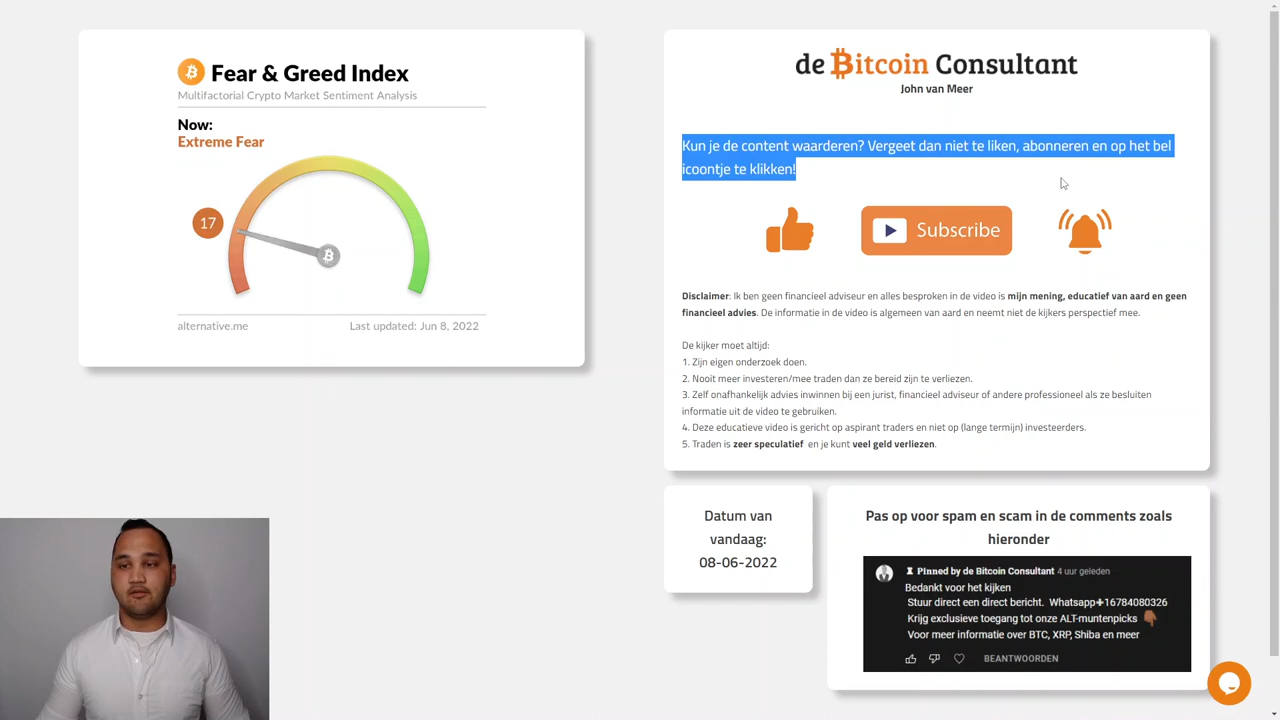 Fear & Greed Index
Multifactorial Crypto Market Sentiment Analysis
Now:
Extreme Fear
17
alternative.me
Last updated: Jun 8, 2022
de Bitcoin Consultant
John van Meer
Kun je de content waarderen? Vergeet dan niet te liken, abonneren en op het bel
icoontje te klikken!
Subscribe
Disclaimer: Ik ben geen financieel adviseur en alles besproken in de video is mijn mening, educatief van aard en geen
financieel advies. De informatie in de video is algemeen van aard en neemt niet de kijkers perspectief mee.
De kijker moet altijd:
1. Zijn eigen onderzoek doen.
2. Nooit meer investeren/mee traden dan ze bereid zijn te verliezen.
3. Zelf onafhankelijk advies inwinnen bij een jurist, financieel adviseur of andere professioneel als ze besluiten
informatie uit de video te gebruiken.
4. Deze educatieve video is gericht op aspirant traders en niet op (lange termijn) investeerders.
5. Traden is zeer speculatief en je kunt veel geld verliezen.
Datum van
vandaag:
08-06-2022
Pas op voor spam en scam in de comments zoals
hieronder
Pinned by de Bitcoin Consultant 4 uur geleden
Bedankt voor het kijken
Stuur direct een direct bericht. Whatsapp+16784080326
Krijg exclusieve toegang tot onze ALT-muntenpicks
Voor meer informatie over BTC, XRP, Shiba en meer
BEANTWOORDEN